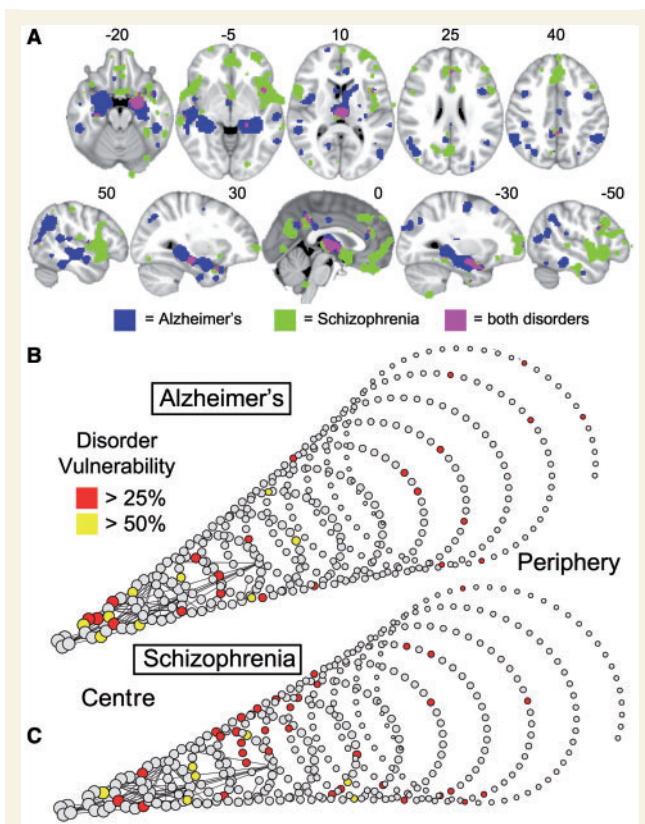 A
-20 -5 10 25 40
50 30 0 -30 -50
= Alzheimer's = Schizophrenia = both disorders
B
Alzheimer's
Disorder
Vulnerability
> 25%
> 50%
Periphery
Schizophrenia
Centre
C